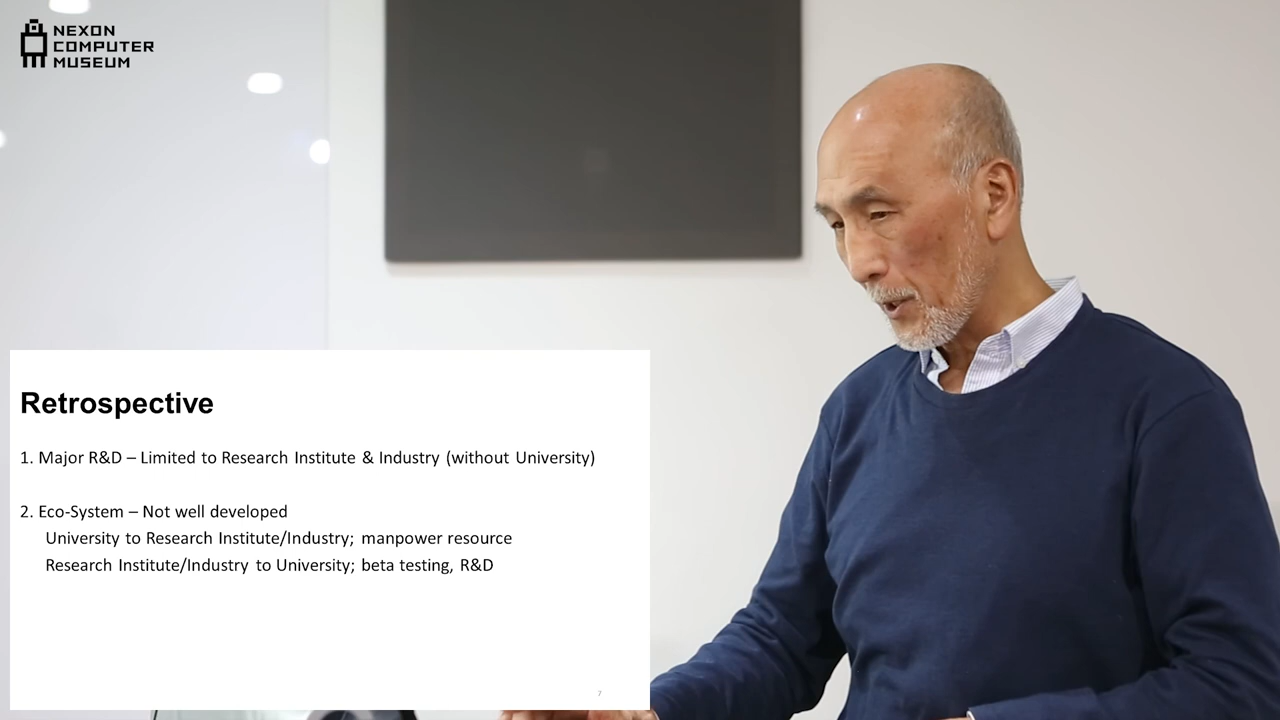 NEXON
COMPUTER
MUSEUM
Retrospective
1. Major R&D – Limited to Research Institute & Industry (without University)
2. Eco-System – Not well developed
University to Research Institute/Industry; manpower resource
Research Institute/Industry to University; beta testing, R&D
7